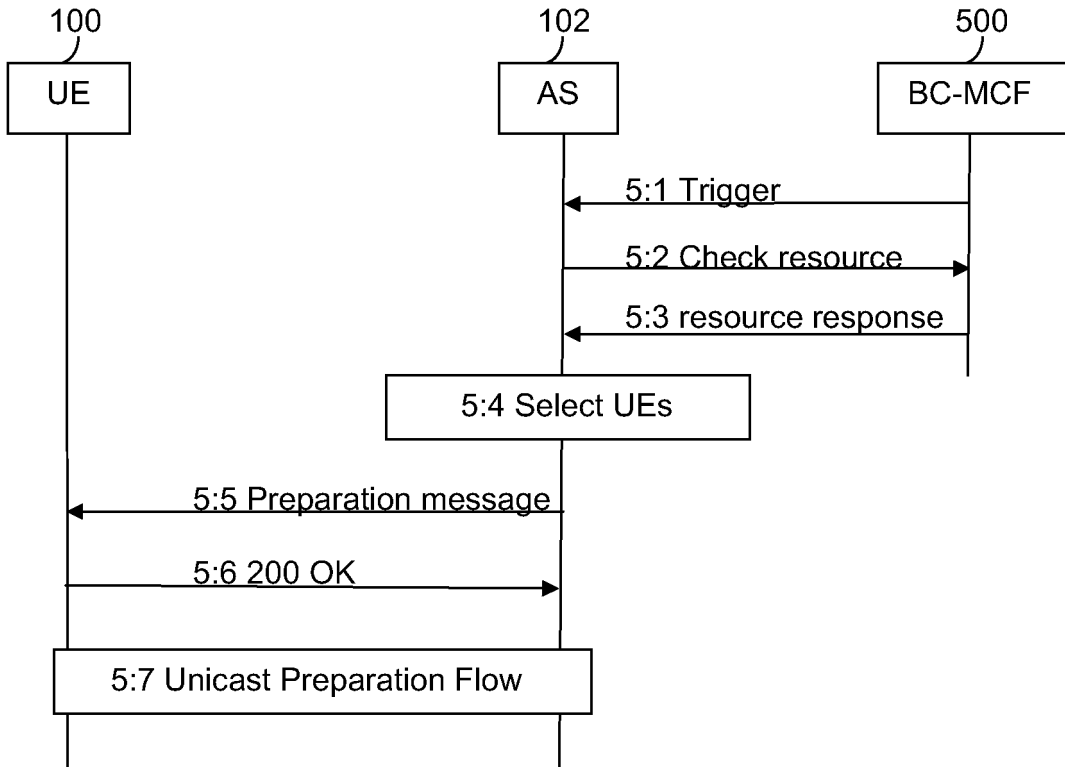 100
102
500
UE
AS
BC-MCF
5:1 Trigger
5:2 Check resource
5:3 resource response
5:4 Select UEs
5:5 Preparation message
5:6 200 OK
5:7 Unicast Preparation Flow